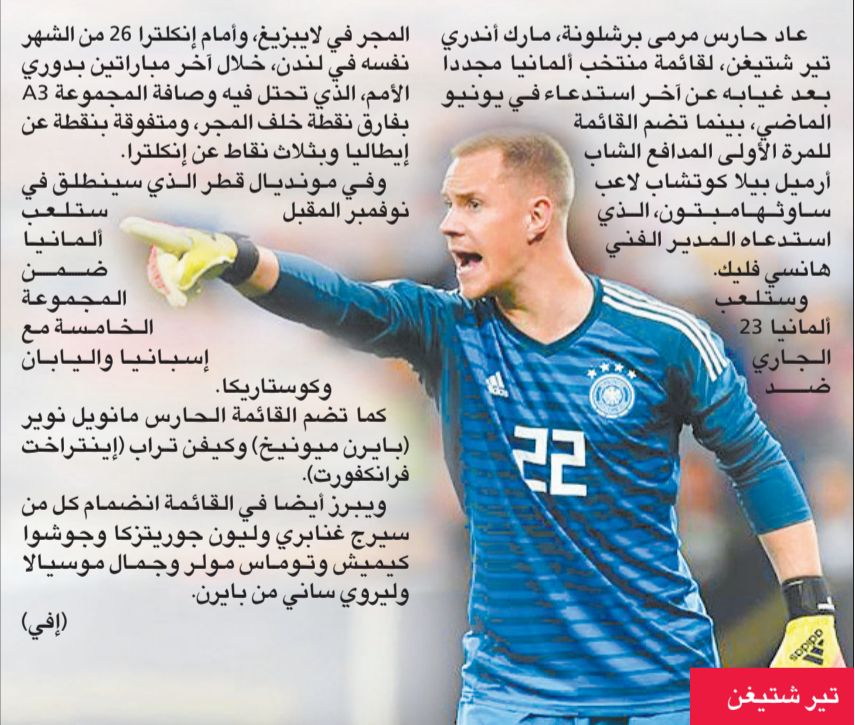 عاد حارس مرمى برشلونة، مارك أندري
تير شتيغن، لقائمة منتخب ألمانيا مجددا
بعد غيابه عن آخر استدعاء في يونيو
الماضي، بينما تضم القائمة
للمرة الأولى المدافع الشاب
أرميل بيلا كوتشاب لاعب
ساوثهامبتون، الذي
استدعاه المدير الفني
هانسي فليك.
وستلعب
ألمانيا 23
الجاري
ضد
المجر في لايبزيغ، وأمام إنكلترا 26 من الشهر
نفسه في لندن، خلال آخر مباراتين بدوري
الأمم، الذي تحتل فيه وصافة المجموعة A3
بفارق نقطة خلف المجر، ومتفوقة بنقطة عن
إيطاليا وبثلاث نقاط عن إنكلترا.
وفي مونديال قطر الذي سينطلق في
نوفمبر المقبل ستلعب
ألمانيا
ضمن
المجموعة
الخامسة مع
إسبانيا واليابان
وكوستاريكا.
كما تضم القائمة الحارس مانويل نوير
(بايرن ميونيخ) وكيفن تراب (إينتراخت
فرانكفورت).
ويبرز أيضا في القائمة انضمام كل من
سيرج غنابري وليون جوريتزكا وجوشوا
كيميش وتوماس مولر وجمال موسيالا
وليروي ساني من بايرن.
(إفي)
22
adidas
adidas
تير شتيغن